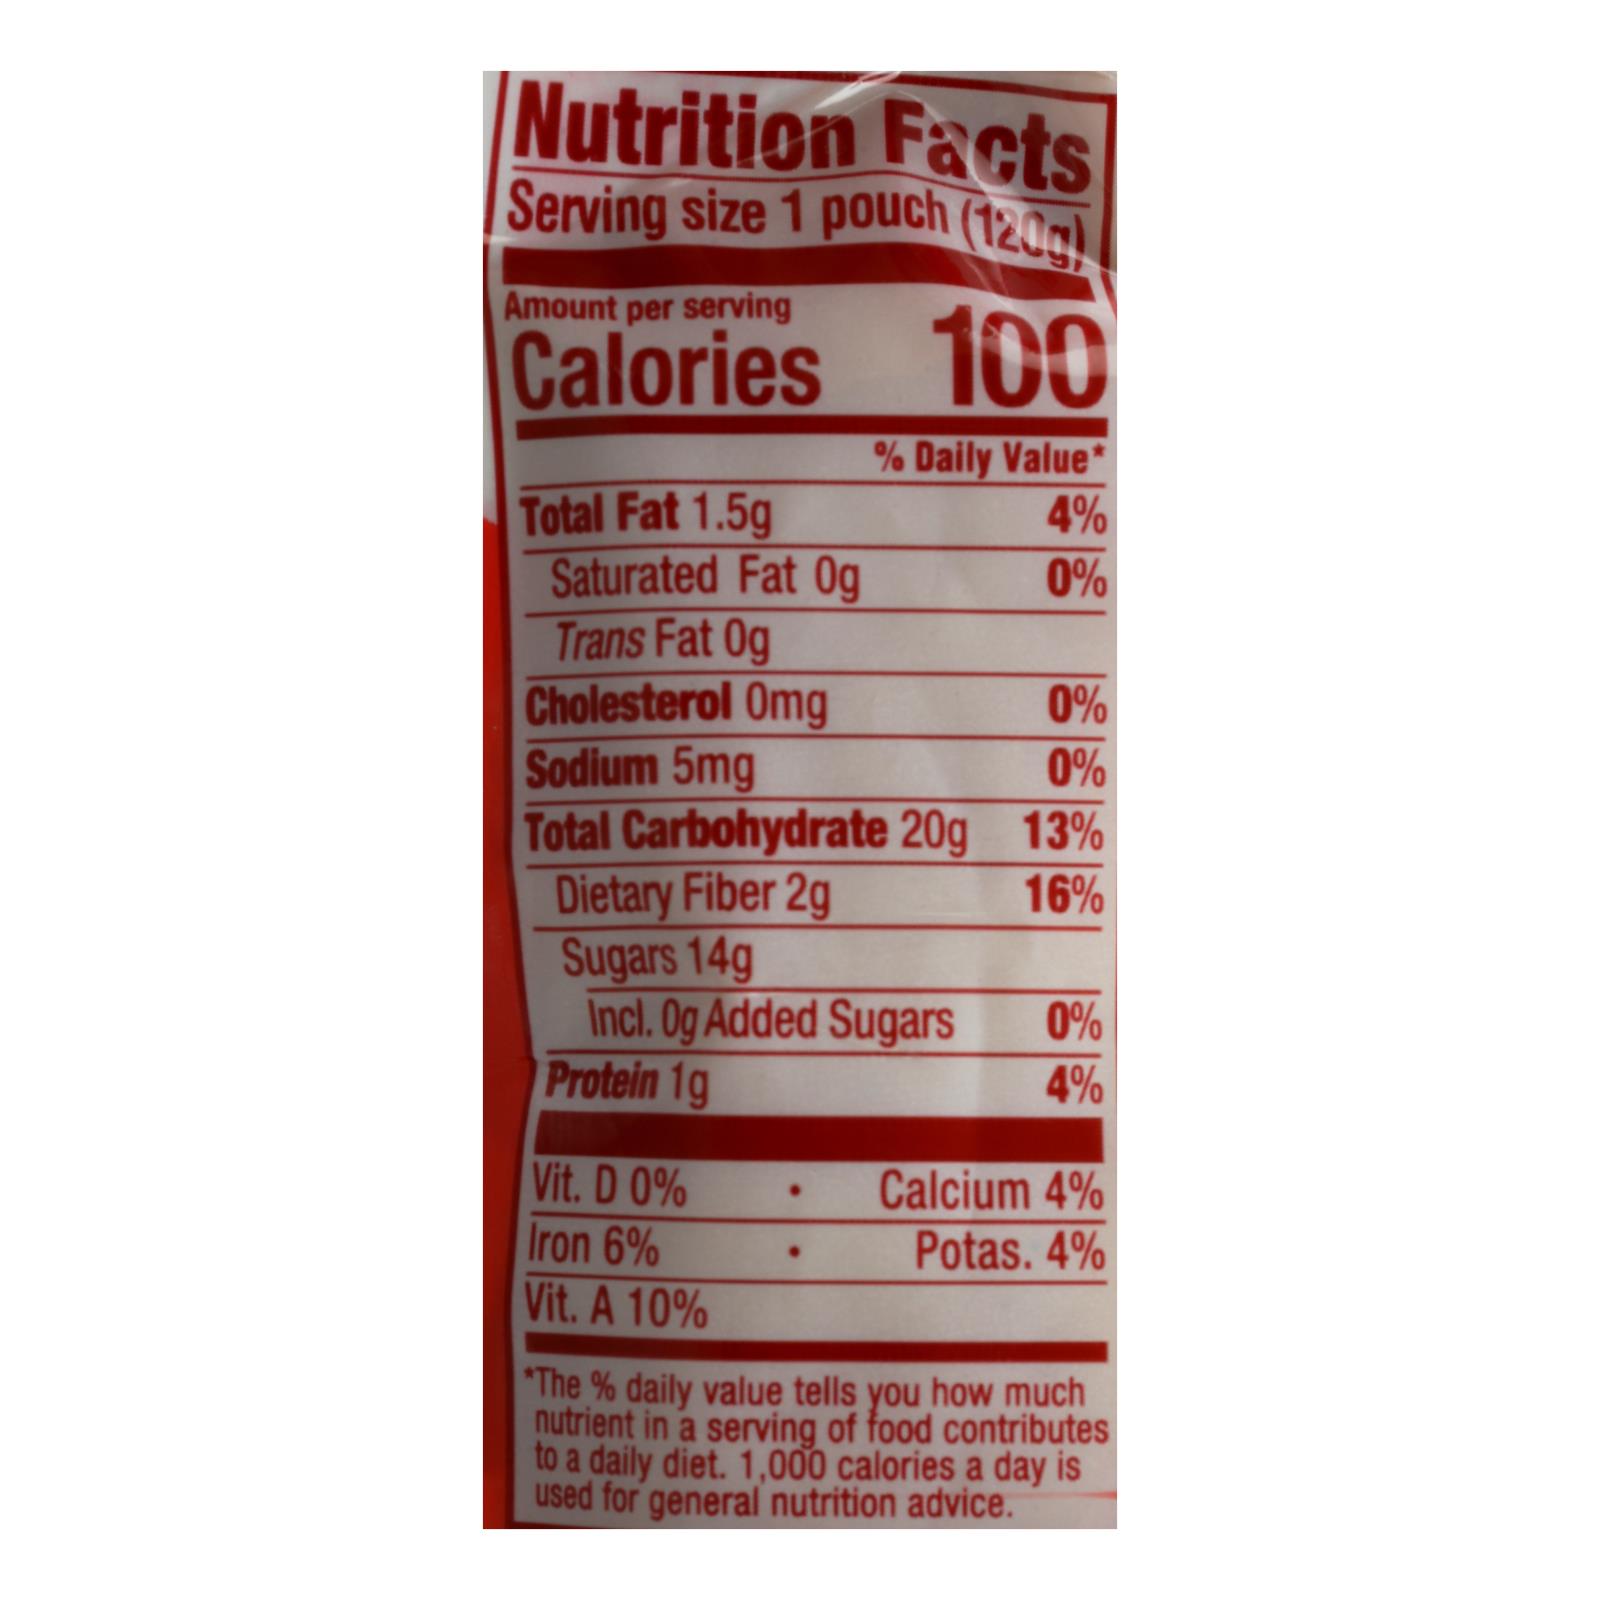 Nutrition Facts
Serving size 1 pouch (120g)
Amount per serving
Calories 100
% Daily Value*
Total Fat 1.5g 4%
Saturated Fat 0g 0%
Trans Fat 0g
Cholesterol 0mg 0%
Sodium 5mg 0%
Total Carbohydrate 20g 13%
Dietary Fiber 2g 16%
Sugars 14g
Incl. 0g Added Sugars 0%
Protein 1g 4%
Vit. D 0% • Calcium 4%
Iron 6% • Potas. 4%
Vit. A 10%
*The % daily value tells you how much
nutrient in a serving of food contributes
to a daily diet. 1,000 calories a day is
used for general nutrition advice.